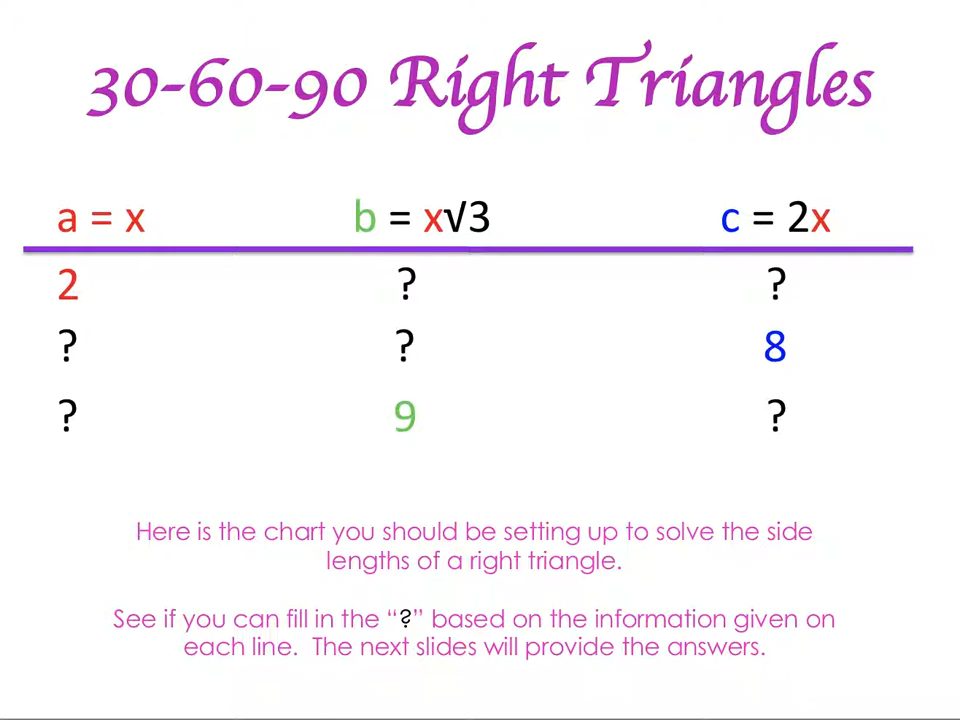 30-60-90 Right Triangles
a = x b = x√3 c = 2x
2 ? ?
? ? 8
? 9 ?
Here is the chart you should be setting up to solve the side
lengths of a right triangle.
See if you can fill in the “?” based on the information given on
each line.  The next slides will provide the answers.